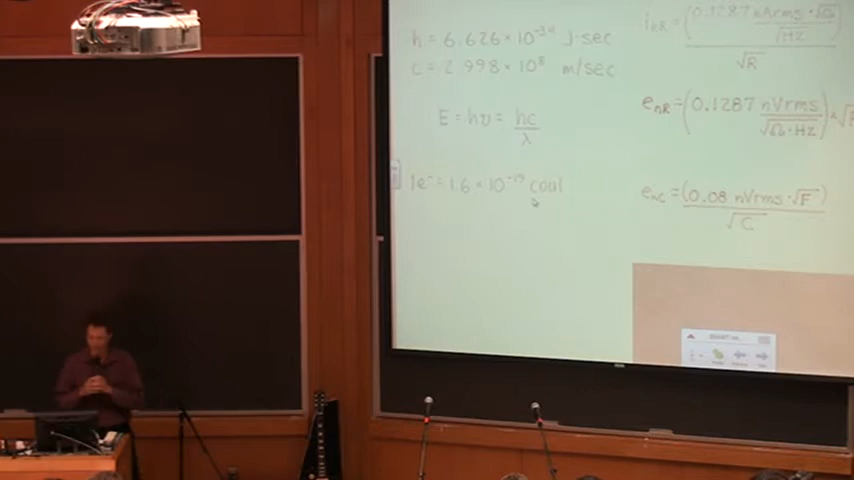 h = 6.626 × 10⁻³⁴ J·sec
c = 2.998 × 10⁸ m/sec
E = hυ = hc/λ
1e⁻ = 1.6 × 10⁻¹⁹ coul
i_nR = (0.1287 nArms·√Ω/√Hz)/√R
e_nR = (0.1287 nVrms/√Ω·Hz) × √
e_nC = (0.08 nVrms·√F)/√C